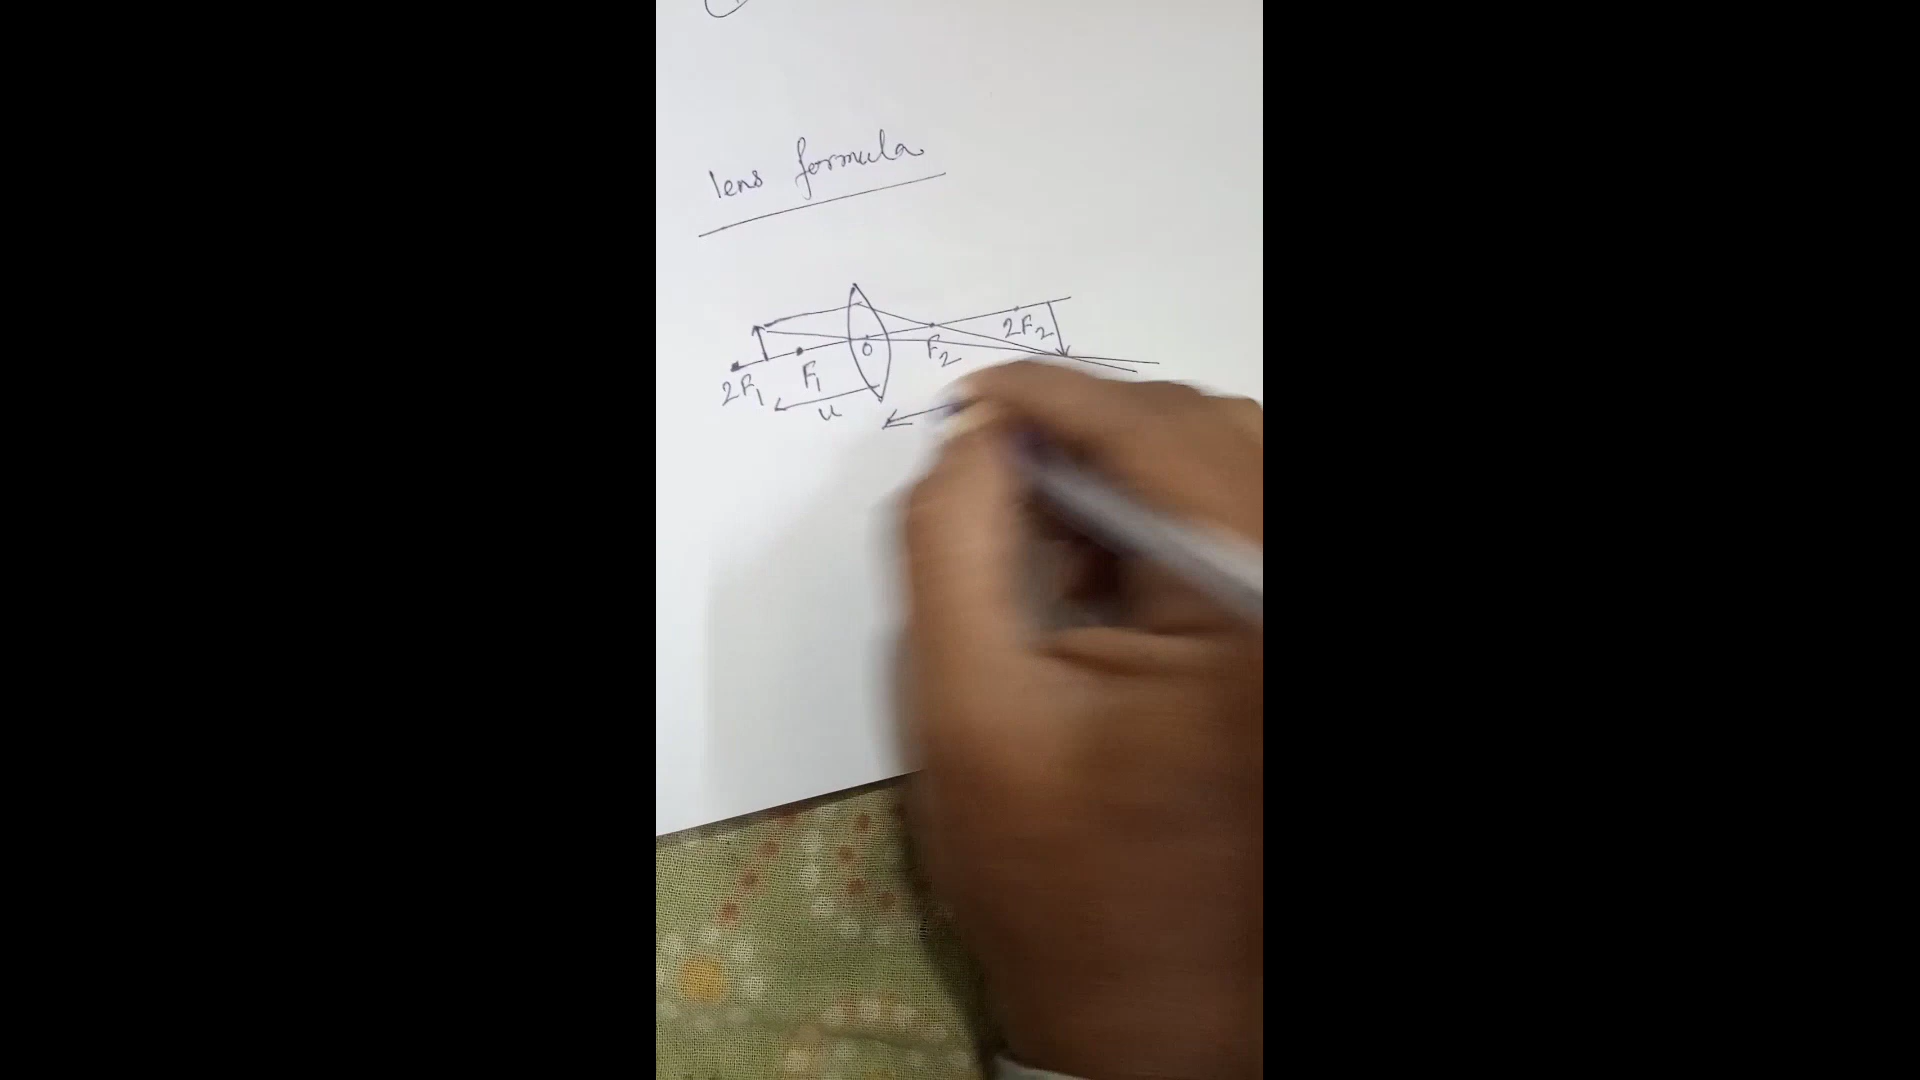 lens formula
2F₂
O
F₂
2F₁
F₁
u